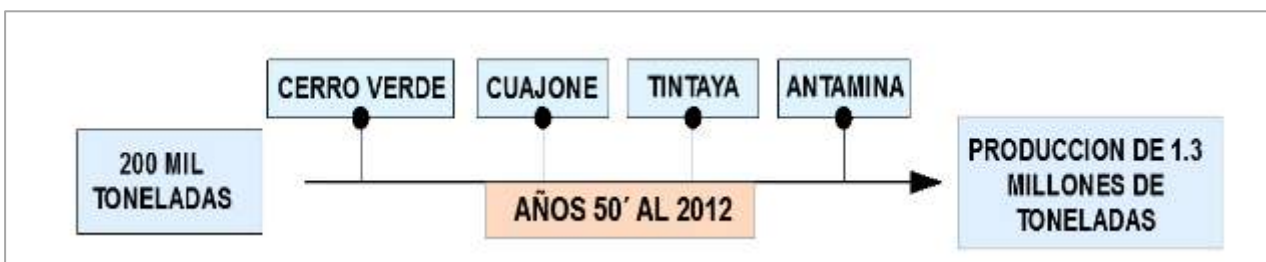 CERRO VERDE
CUAJONE
TINTAYA
ANTAMINA
200 MIL
TONELADAS
AÑOS 50´ AL 2012
PRODUCCION DE 1.3
MILLONES DE
TONELADAS